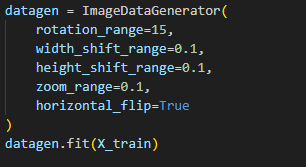 datagen = ImageDataGenerator(
    rotation_range=15,
    width_shift_range=0.1,
    height_shift_range=0.1,
    zoom_range=0.1,
    horizontal_flip=True
)
datagen.fit(X_train)